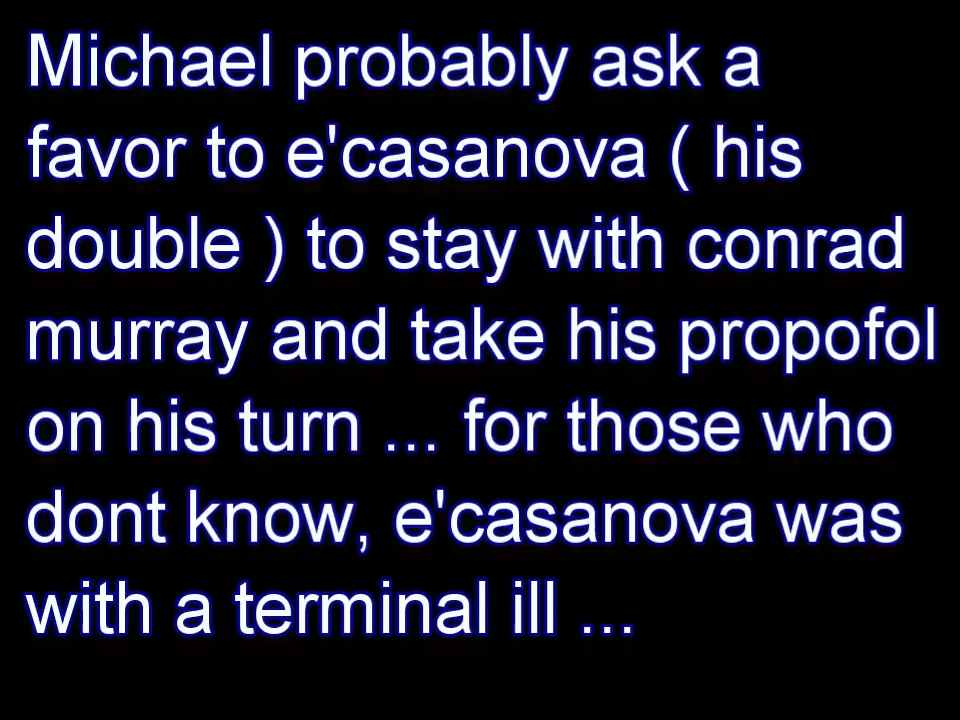 Michael probably ask a
favor to e'casanova ( his
double ) to stay with conrad
murray and take his propofol
on his turn ... for those who
dont know, e'casanova was
with a terminal ill ...